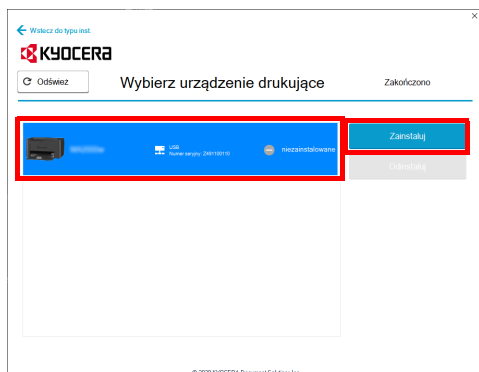 Wstecz do typu inst.
KYOCERA
Odśwież
Wybierz urządzenie drukujące
Zakończono
USB
niezainstalowane
Numer seryjny:
Zainstaluj
Odinstaluj